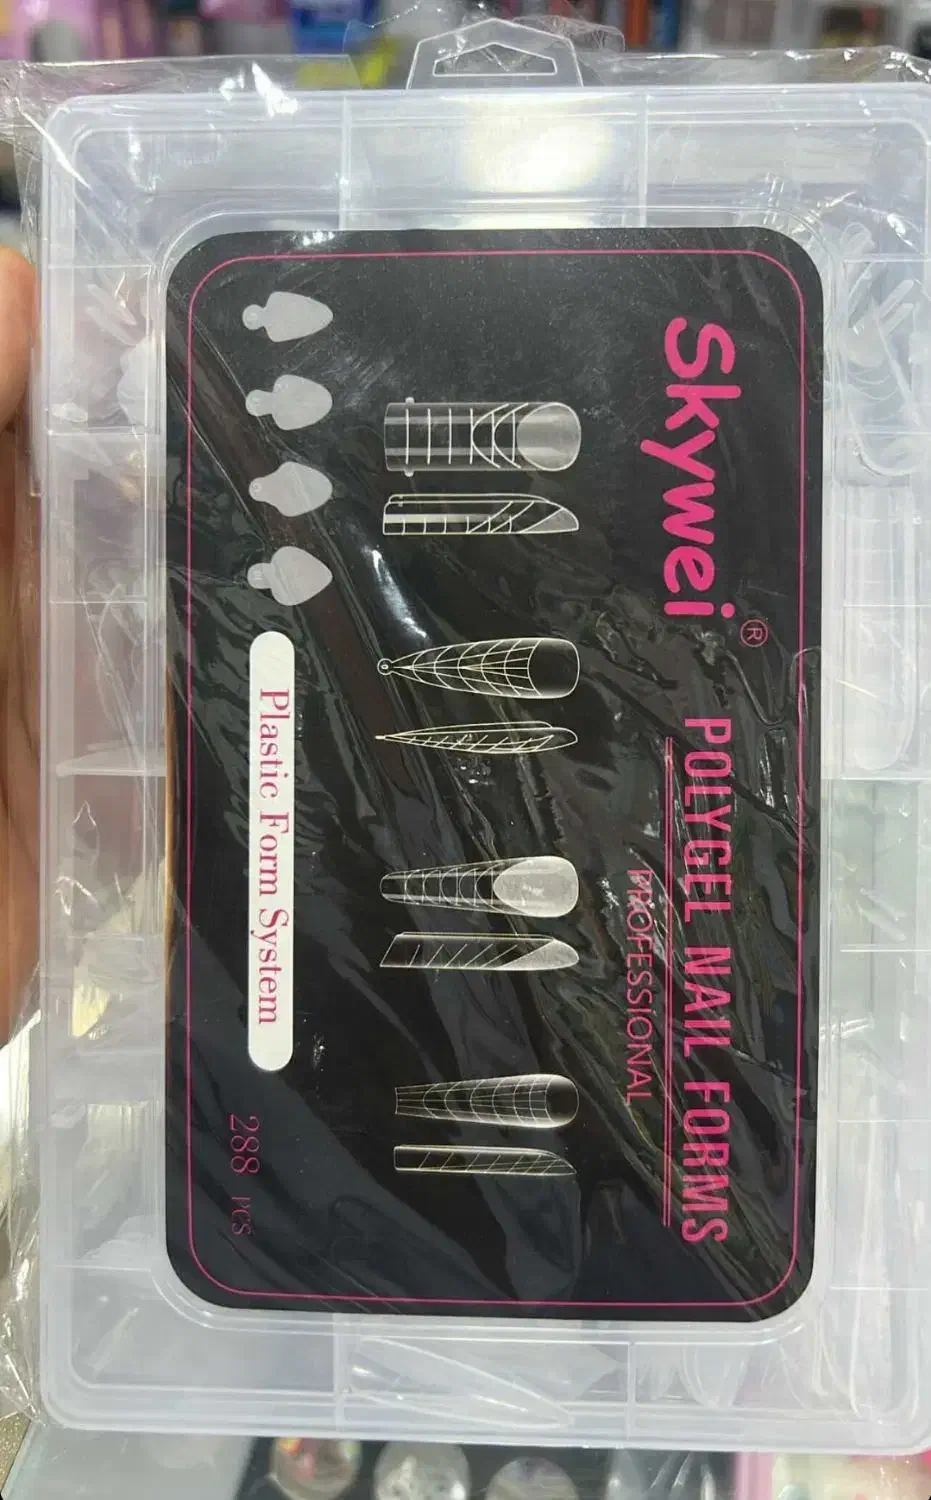 Skywei®
POLYGEL NAIL FORMS
PROFESSIONAL
Plastic Form System
288 PCS